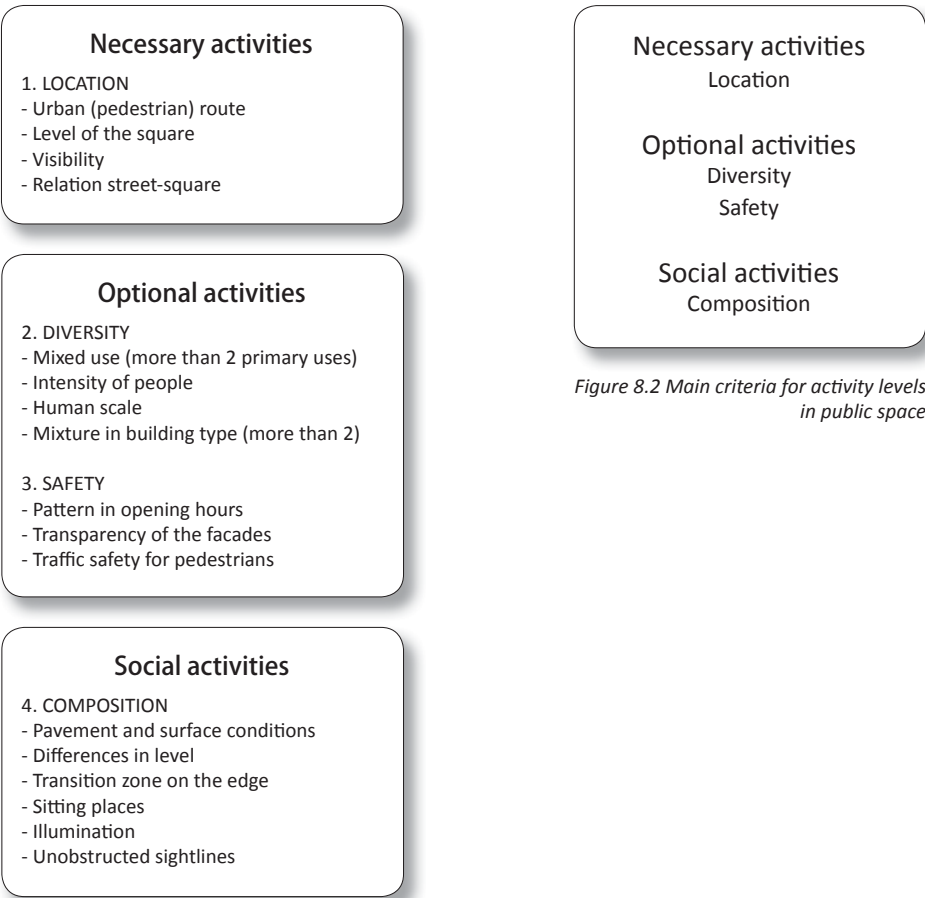 Necessary activities
1. LOCATION
- Urban (pedestrian) route
- Level of the square
- Visibility
- Relation street-square
Optional activities
2. DIVERSITY
- Mixed use (more than 2 primary uses)
- Intensity of people
- Human scale
- Mixture in building type (more than 2)
3. SAFETY
- Pattern in opening hours
- Transparency of the facades
- Traffic safety for pedestrians
Social activities
4. COMPOSITION
- Pavement and surface conditions
- Differences in level
- Transition zone on the edge
- Sitting places
- Illumination
- Unobstructed sightlines
Necessary activities
Location
Optional activities
Diversity
Safety
Social activities
Composition
Figure 8.2 Main criteria for activity levels
in public space